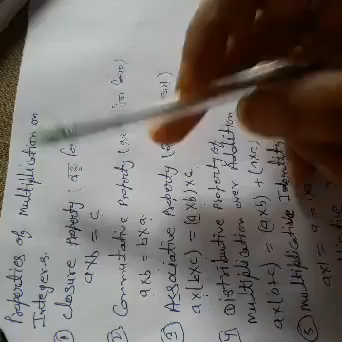 Properties of Multiplication on
Integers.
① Closure Property :
a×b = c
② Commutative Property
a×b = b×a.
③ Associative Property
a×(b×c) = (a×b)×c
④ Distributive Property of
Multiplication over Addition
a×(b+c) = (a×b) + (a×c)
⑤ Multiplicative Identity
a×1 = a =